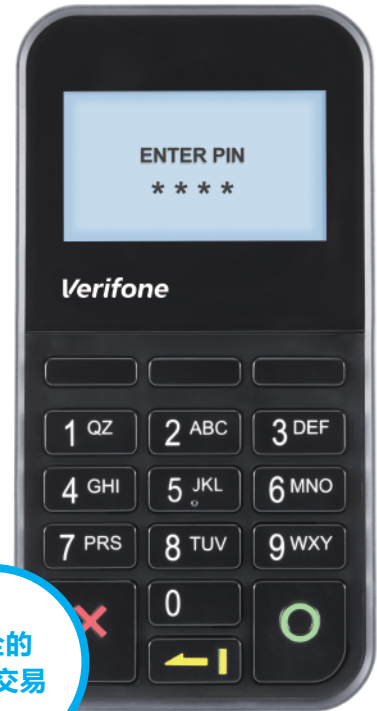 ENTER PIN
* * * *
Verifone
1 QZ 2 ABC 3 DEF
4 GHI 5 JKL 6 MNO
7 PRS 8 TUV 9 WXY
0
的
交易